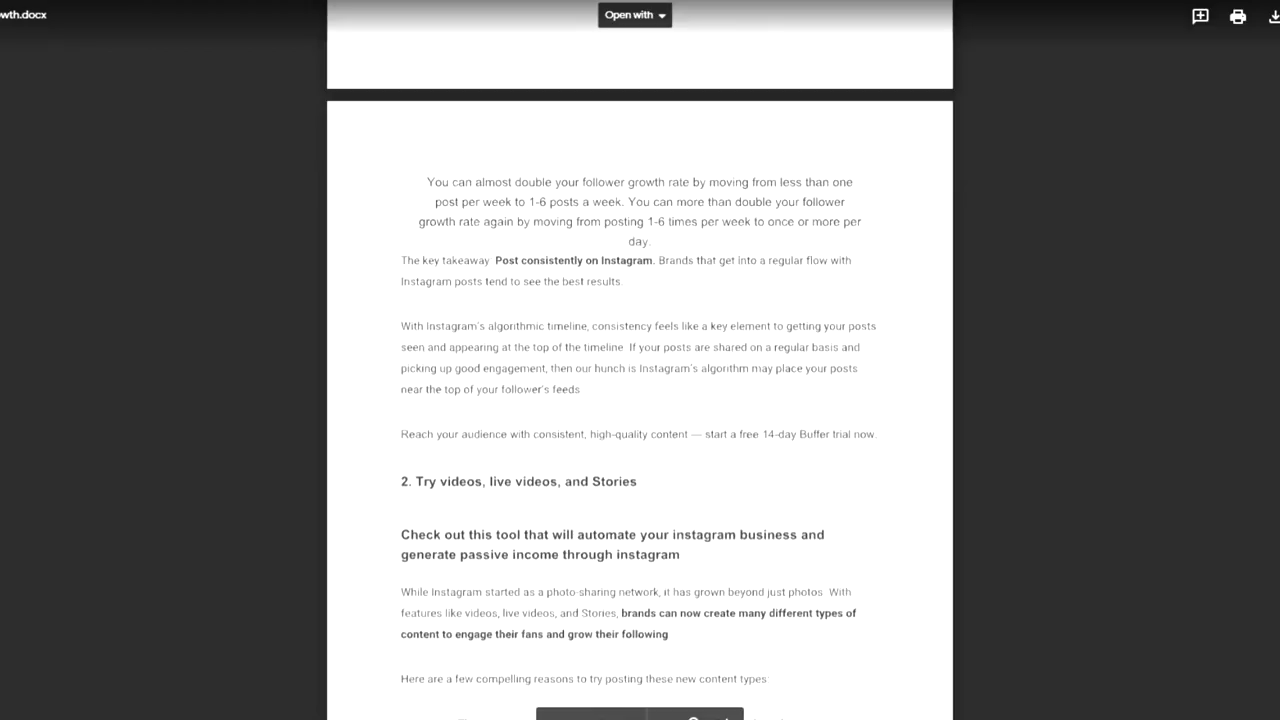 wth.docx
Open with
You can almost double your follower growth rate by moving from less than one
post per week to 1-6 posts a week. You can more than double your follower
growth rate again by moving from posting 1-6 times per week to once or more per
day.
The key takeaway Post consistently on Instagram. Brands that get into a regular flow with
Instagram posts tend to see the best results.
With Instagram's algorithmic timeline, consistency feels like a key element to getting your posts
seen and appearing at the top of the timeline If your posts are shared on a regular basis and
picking up good engagement, then our hunch is Instagram's algorithm may place your posts
near the top of your follower's feeds
Reach your audience with consistent, high-quality content — start a free 14-day Buffer trial now.
2. Try videos, live videos, and Stories
Check out this tool that will automate your instagram business and
generate passive income through instagram
While Instagram started as a photo-sharing network, it has grown beyond just photos With
features like videos, live videos, and Stories, brands can now create many different types of
content to engage their fans and grow their following
Here are a few compelling reasons to try posting these new content types: